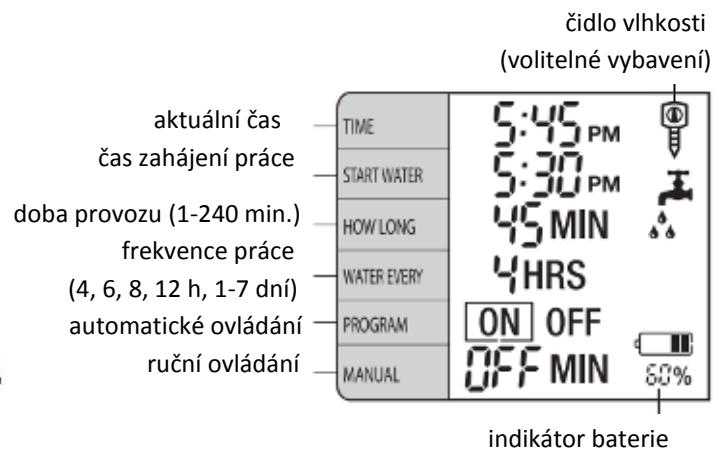 čidlo vlhkosti
(volitelné vybavení)
aktuální čas
čas zahájení práce
doba provozu (1-240 min.)
frekvence práce
(4, 6, 8, 12 h, 1-7 dní)
automatické ovládání
ruční ovládání
TIME
START WATER
HOW LONG
WATER EVERY
PROGRAM
MANUAL
5:45 PM
5:30 PM
45 MIN
4 HRS
ON OFF
OFF MIN
60%
indikátor baterie